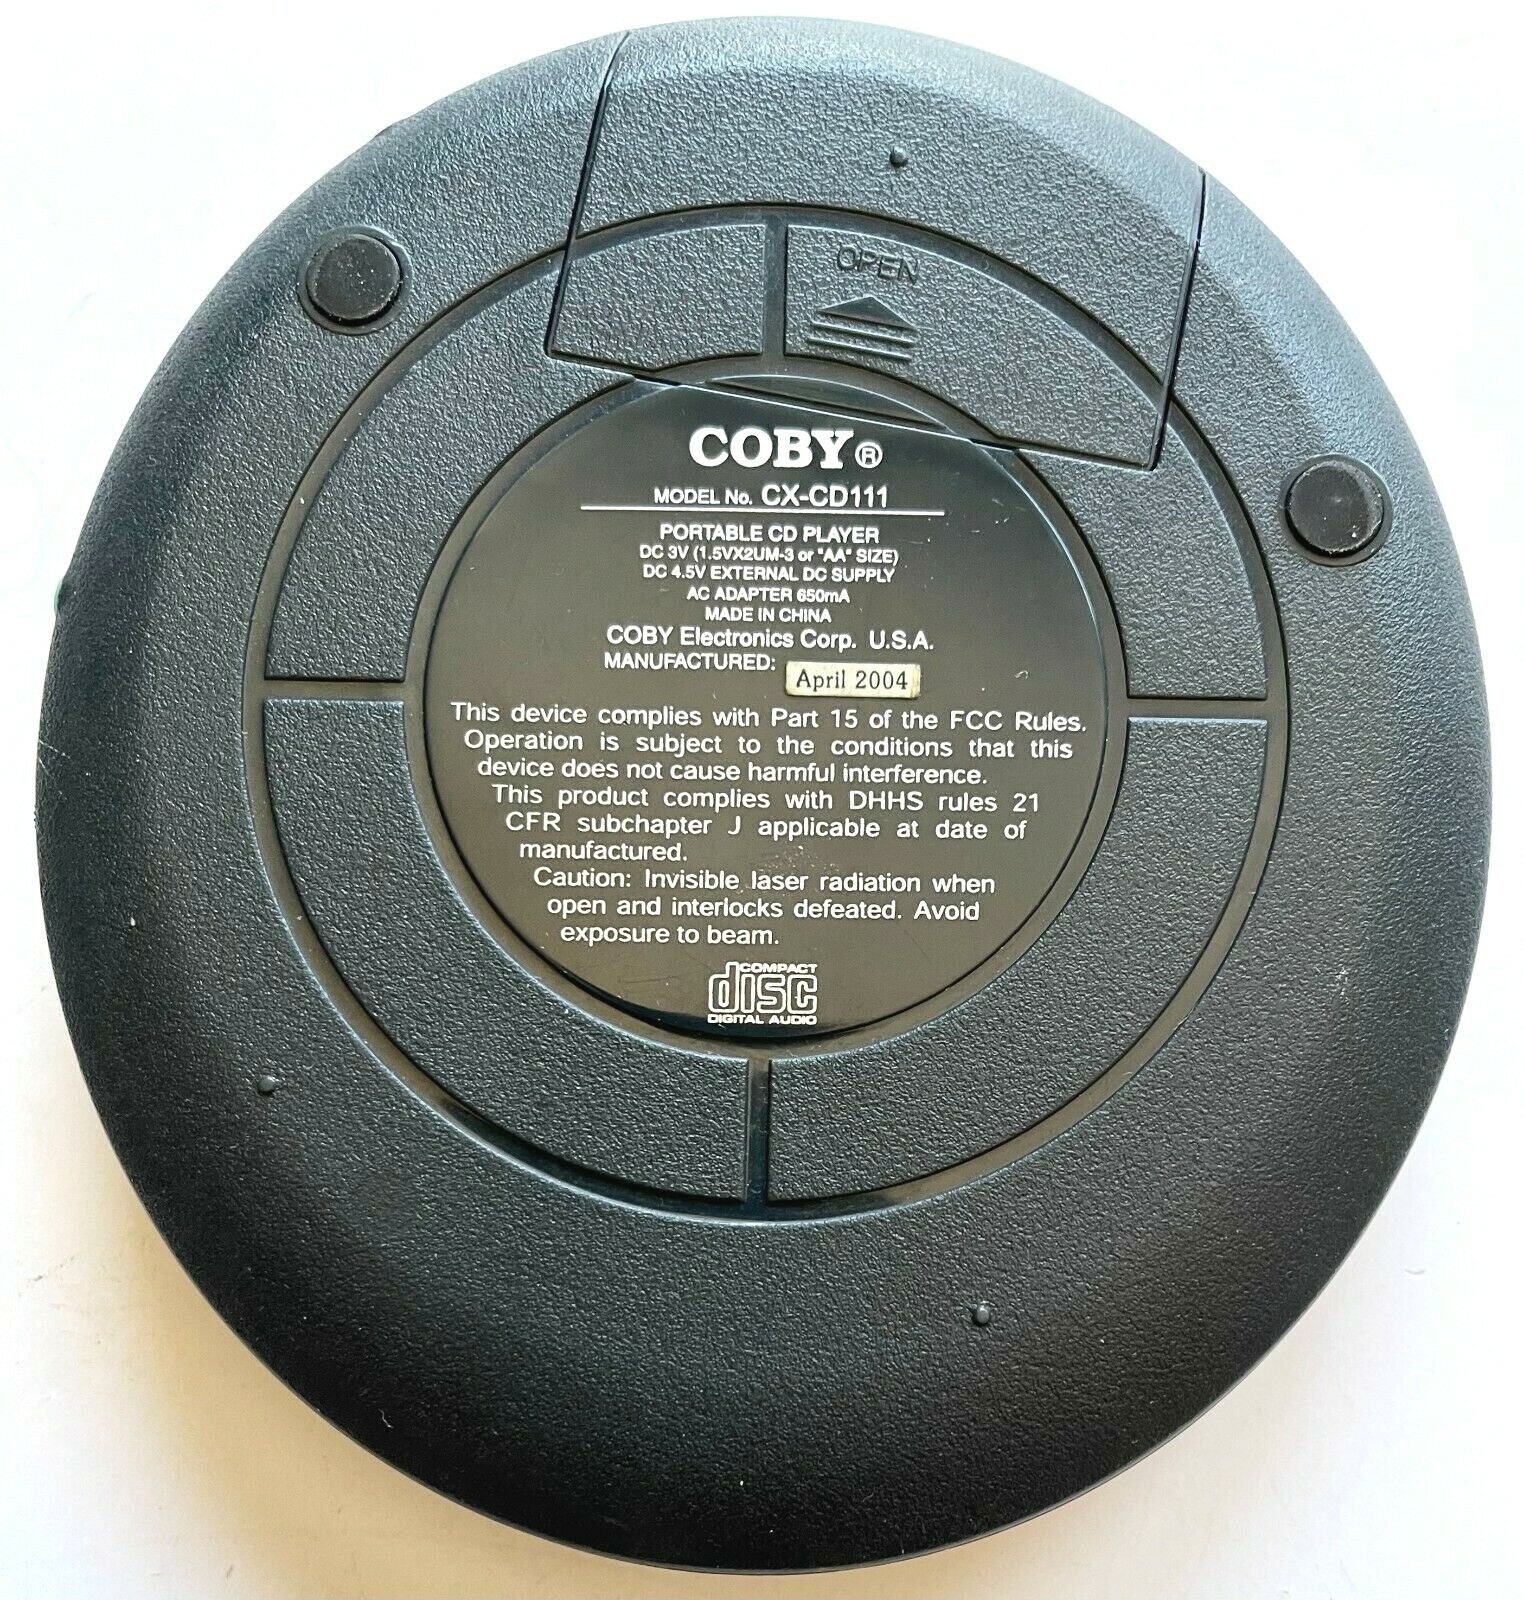 OPEN
COBY®
MODEL No. CX-CD111
PORTABLE CD PLAYER
DC 3V (1.5VX2UM-3 or "AA" SIZE)
DC 4.5V EXTERNAL DC SUPPLY
AC ADAPTER 650mA
MADE IN CHINA
COBY Electronics Corp. U.S.A.
MANUFACTURED: April 2004
This device complies with Part 15 of the FCC Rules.
Operation is subject to the conditions that this
device does not cause harmful interference.
This product complies with DHHS rules 21
CFR subchapter J applicable at date of
manufactured.
Caution: Invisible laser radiation when
open and interlocks defeated. Avoid
exposure to beam.
COMPACT
disc
DIGITAL AUDIO